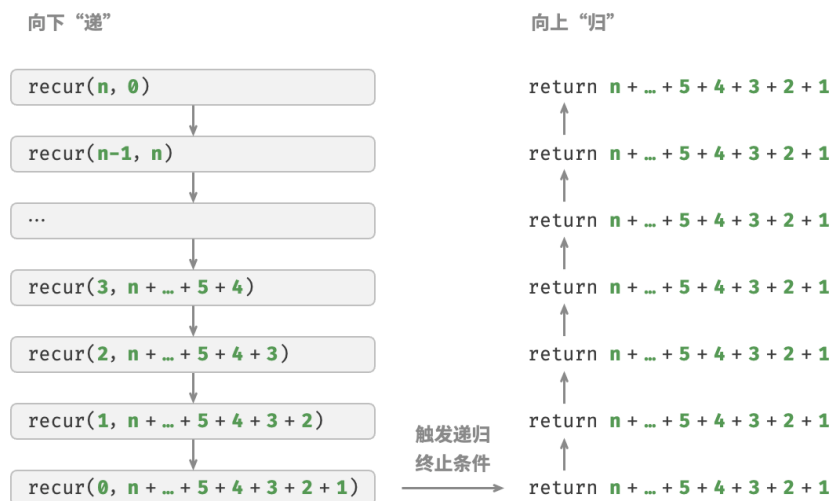 向下“递”
recur(n, 0)
recur(n-1, n)
...
recur(3, n + … + 5 + 4)
recur(2, n + … + 5 + 4 + 3)
recur(1, n + … + 5 + 4 + 3 + 2)
recur(0, n + … + 5 + 4 + 3 + 2 + 1)
触发递归
终止条件
向上“归”
return n + … + 5 + 4 + 3 + 2 + 1
return n + … + 5 + 4 + 3 + 2 + 1
return n + … + 5 + 4 + 3 + 2 + 1
return n + … + 5 + 4 + 3 + 2 + 1
return n + … + 5 + 4 + 3 + 2 + 1
return n + … + 5 + 4 + 3 + 2 + 1
return n + … + 5 + 4 + 3 + 2 + 1